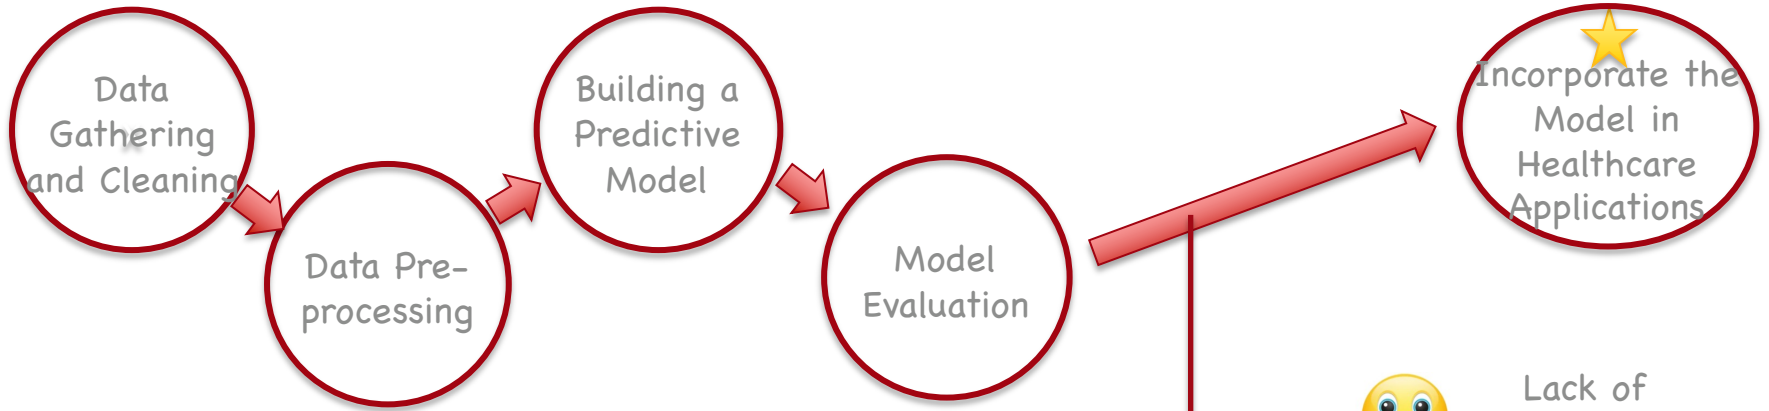 Data
Gathering
and Cleaning
Data Pre-
processing
Building a
Predictive
Model
Model
Evaluation
Incorporate the
Model in
Healthcare
Applications
Lack of